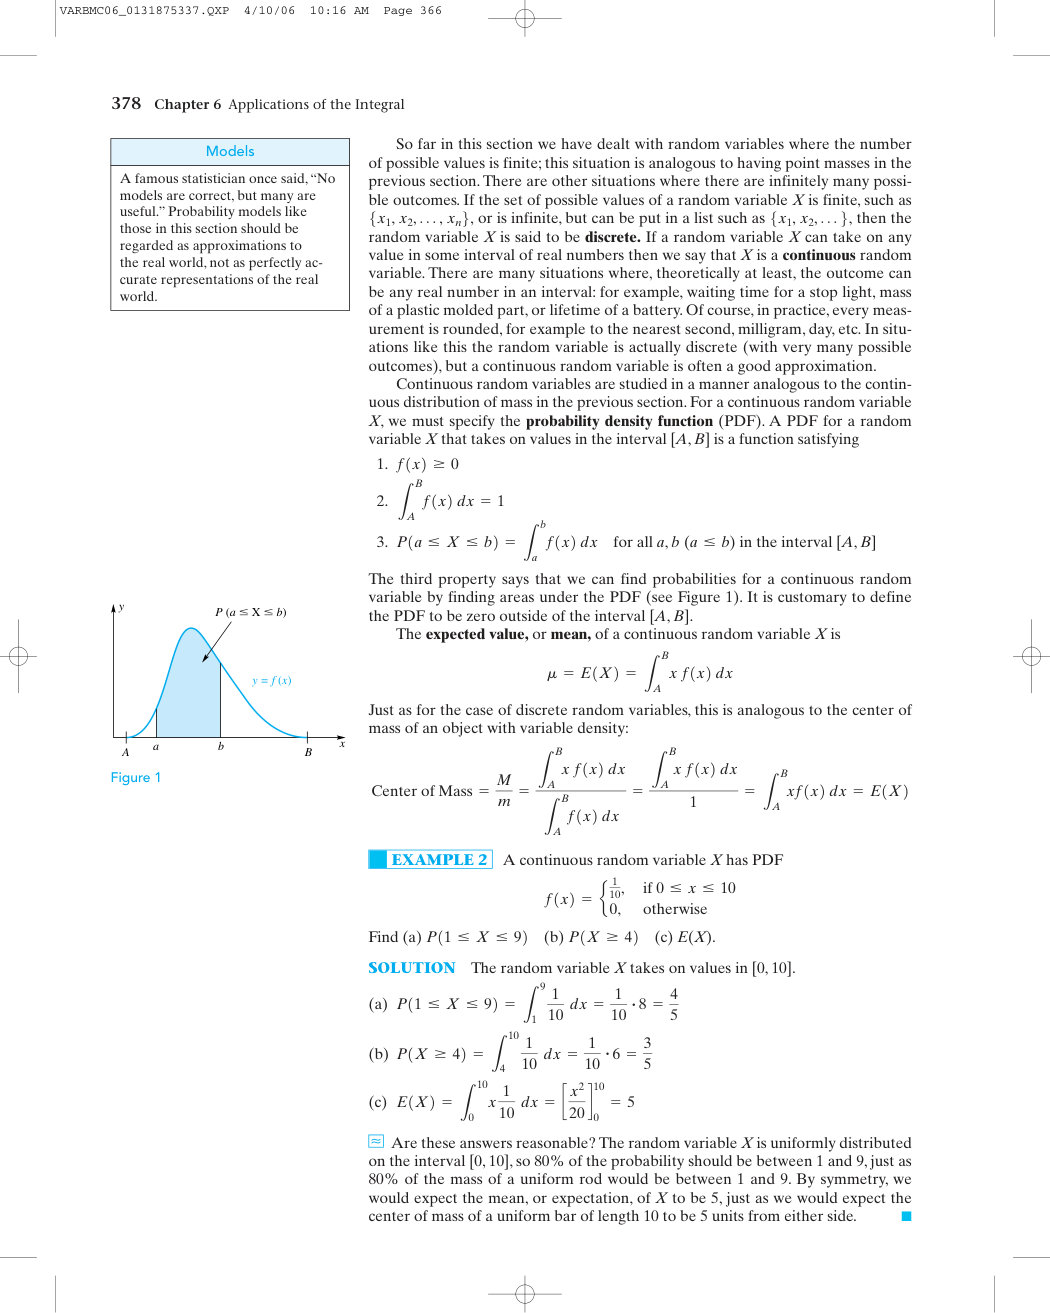 VARBMC06_0131875337.QXP 4/10/06 10:16 AM Page 366
378 Chapter 6 Applications of the Integral
Models
A famous statistician once said, “No
models are correct, but many are
useful.” Probability models like
those in this section should be
regarded as approximations to
the real world, not as perfectly ac-
curate representations of the real
world.
So far in this section we have dealt with random variables where the number
of possible values is finite; this situation is analogous to having point masses in the
previous section. There are other situations where there are infinitely many possi-
ble outcomes. If the set of possible values of a random variable X is finite, such as
{x1, x2, . . . , xn}, or is infinite, but can be put in a list such as {x1, x2, . . . }, then the
random variable X is said to be discrete. If a random variable X can take on any
value in some interval of real numbers then we say that X is a continuous random
variable. There are many situations where, theoretically at least, the outcome can
be any real number in an interval: for example, waiting time for a stop light, mass
of a plastic molded part, or lifetime of a battery. Of course, in practice, every meas-
urement is rounded, for example to the nearest second, milligram, day, etc. In situ-
ations like this the random variable is actually discrete (with very many possible
outcomes), but a continuous random variable is often a good approximation.
Continuous random variables are studied in a manner analogous to the contin-
uous distribution of mass in the previous section. For a continuous random variable
X, we must specify the probability density function (PDF). A PDF for a random
variable X that takes on values in the interval [A, B] is a function satisfying
1. f(x) ≥ 0
2. ∫_A^B f(x) dx = 1
3. P(a ≤ X ≤ b) = ∫_a^b f(x) dx for all a, b (a ≤ b) in the interval [A, B]
The third property says that we can find probabilities for a continuous random
variable by finding areas under the PDF (see Figure 1). It is customary to define
the PDF to be zero outside of the interval [A, B].
The expected value, or mean, of a continuous random variable X is
μ = E(X) = ∫_A^B x f(x) dx
y
P (a ≤ X ≤ b)
y = f (x)
A a b B x
Figure 1
Just as for the case of discrete random variables, this is analogous to the center of
mass of an object with variable density:
Center of Mass = M/m = ∫_A^B x f(x) dx / ∫_A^B f(x) dx = ∫_A^B x f(x) dx / 1 = ∫_A^B xf(x) dx = E(X)
EXAMPLE 2 A continuous random variable X has PDF
f(x) = { 1/10, if 0 ≤ x ≤ 10
0, otherwise
Find (a) P(1 ≤ X ≤ 9) (b) P(X ≥ 4) (c) E(X).
SOLUTION The random variable X takes on values in [0, 10].
(a) P(1 ≤ X ≤ 9) = ∫_1^9 1/10 dx = 1/10 · 8 = 4/5
(b) P(X ≥ 4) = ∫_4^10 1/10 dx = 1/10 · 6 = 3/5
(c) E(X) = ∫_0^10 x 1/10 dx = [x²/20]_0^10 = 5
≈ Are these answers reasonable? The random variable X is uniformly distributed
on the interval [0, 10], so 80% of the probability should be between 1 and 9, just as
80% of the mass of a uniform rod would be between 1 and 9. By symmetry, we
would expect the mean, or expectation, of X to be 5, just as we would expect the
center of mass of a uniform bar of length 10 to be 5 units from either side.